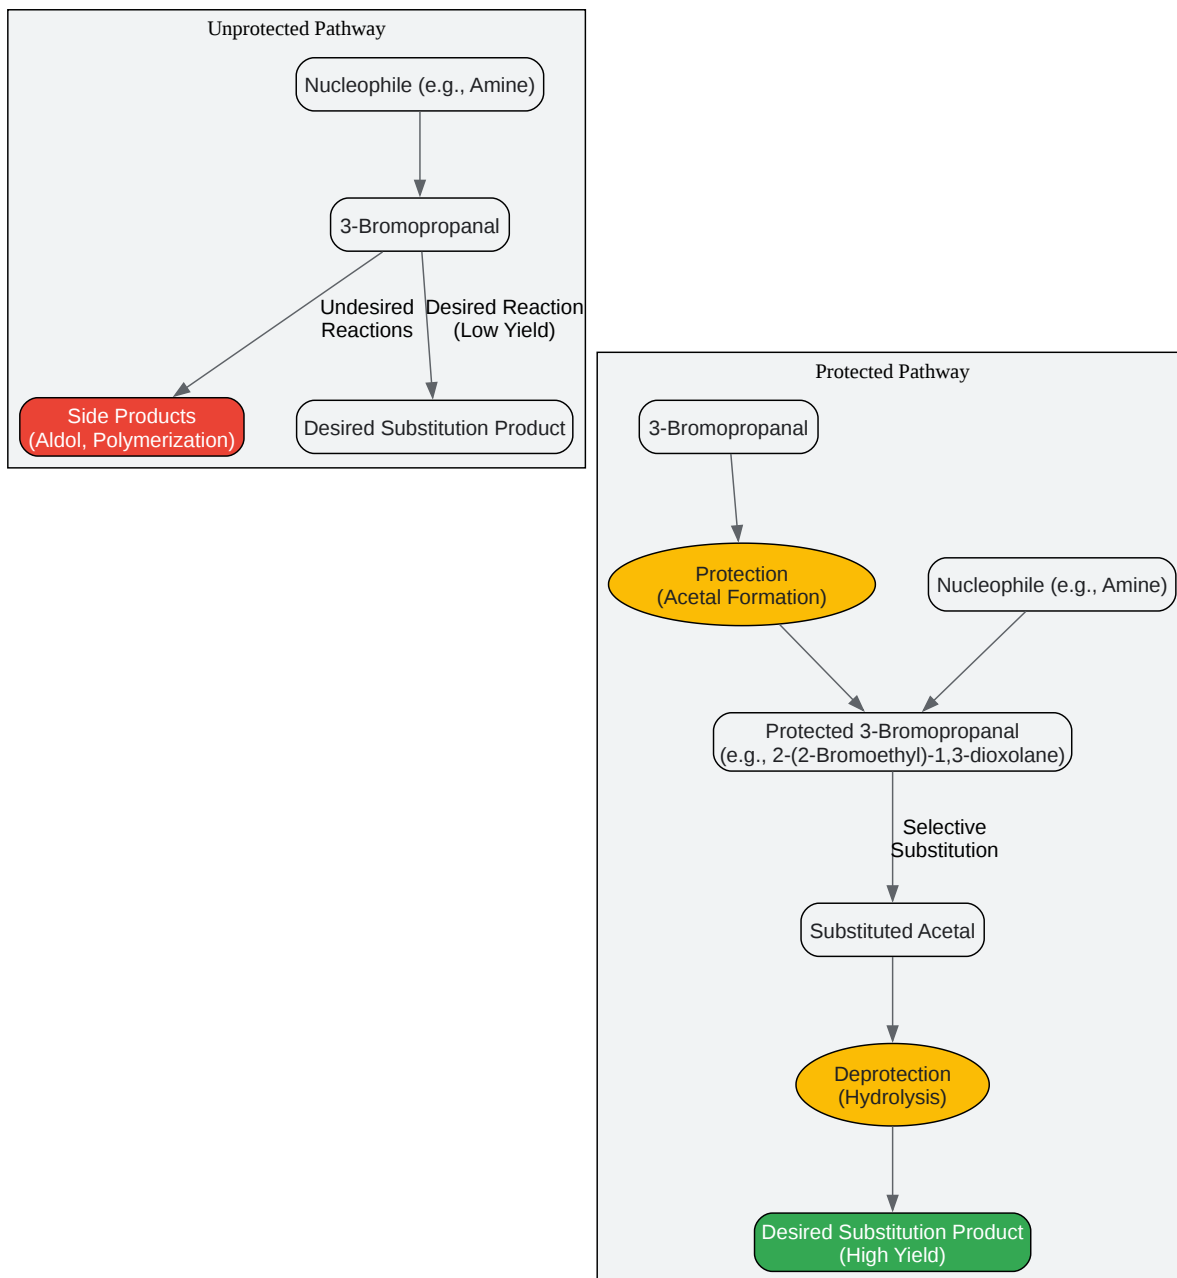 Unprotected Pathway
Nucleophile (e.g., Amine)
3-Bromopropanal
Undesired
Reactions
Desired Reaction
(Low Yield)
Side Products
(Aldol, Polymerization)
Desired Substitution Product
Protected Pathway
3-Bromopropanal
Protection
(Acetal Formation)
Nucleophile (e.g., Amine)
Protected 3-Bromopropanal
(e.g., 2-(2-Bromoethyl)-1,3-dioxolane)
Selective
Substitution
Substituted Acetal
Deprotection
(Hydrolysis)
Desired Substitution Product
(High Yield)